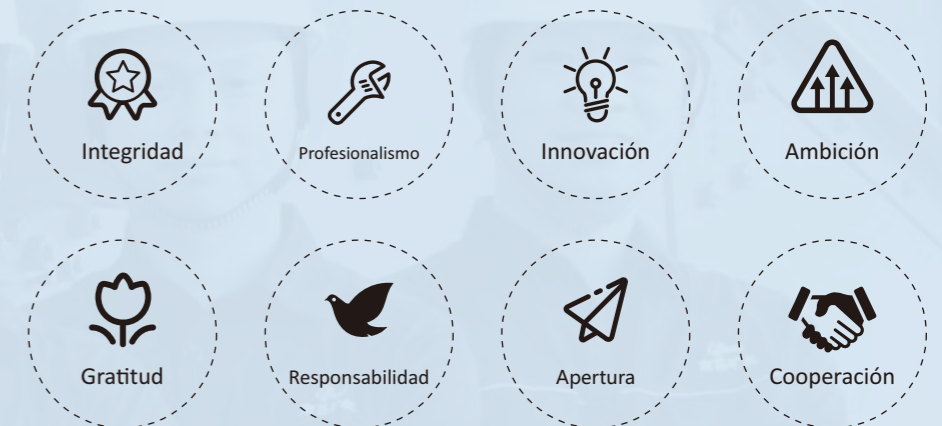 Integridad
Profesionalismo
Innovación
Ambición
Gratitud
Responsabilidad
Apertura
Cooperación